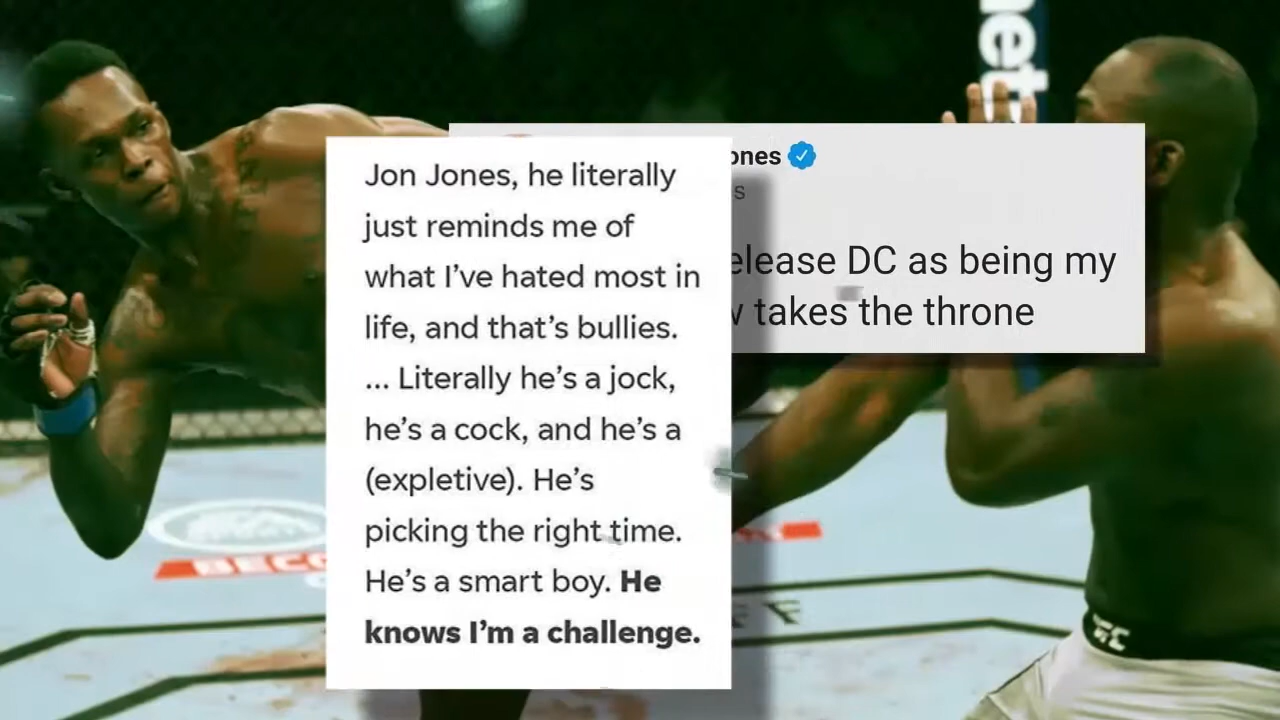 Jon Jones, he literally
just reminds me of
what I've hated most in
life, and that's bullies.
... Literally he's a jock,
he's a cock, and he's a
(expletive). He's
picking the right time.
He's a smart boy. He
knows I'm a challenge.
ones
s
elease DC as being my
w takes the throne
net
BECO